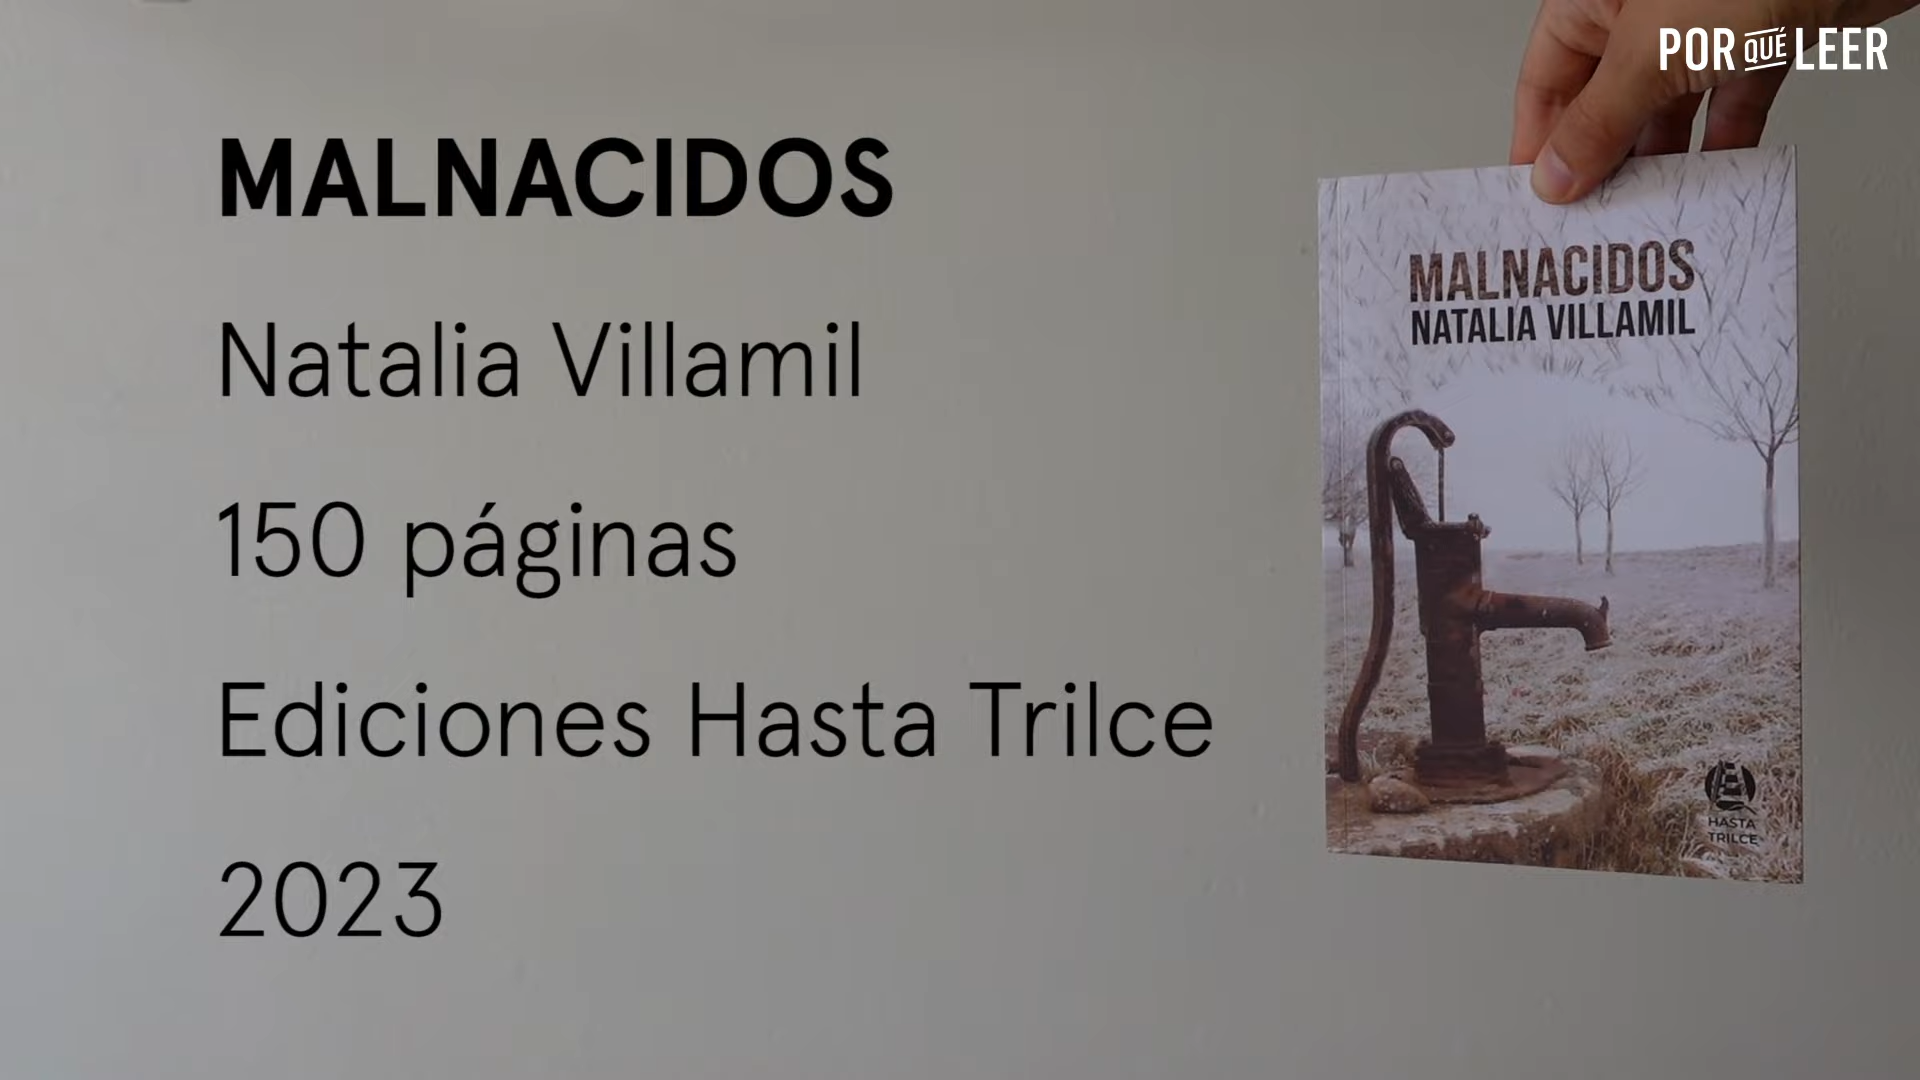 POR QUÉ LEER
MALNACIDOS
Natalia Villamil
150 páginas
Ediciones Hasta Trilce
2023
MALNACIDOS
NATALIA VILLAMIL
HASTA
TRILCE